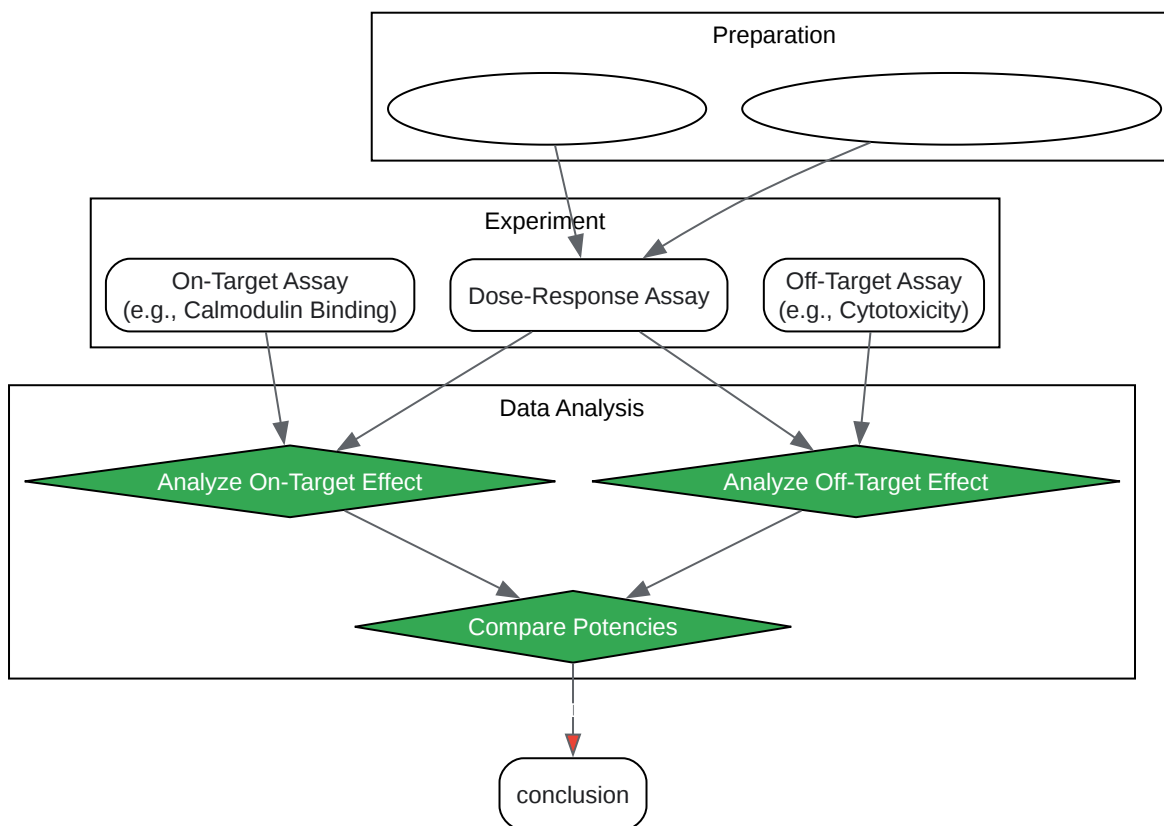 Preparation
Experiment
On-Target Assay
(e.g., Calmodulin Binding)
Dose-Response Assay
Off-Target Assay
(e.g., Cytotoxicity)
Data Analysis
Analyze On-Target Effect
Analyze Off-Target Effect
Compare Potencies
conclusion